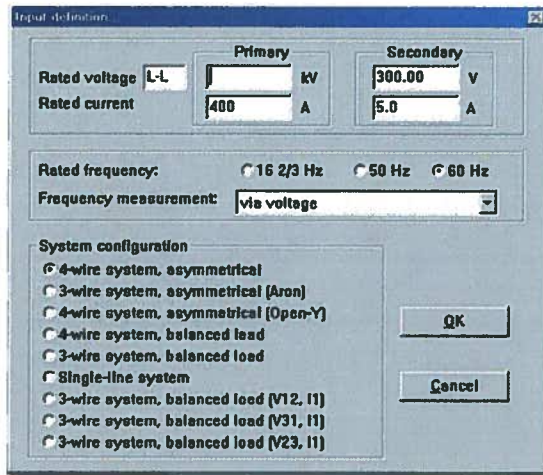 Input definition
Primary Secondary
Rated voltage L-L kV 300.00 V
Rated current 400 A 5.0 A
Rated frequency: 16 2/3 Hz 50 Hz 60 Hz
Frequency measurement: via voltage
System configuration
4-wire system, asymmetrical
3-wire system, asymmetrical (Aron)
4-wire system, asymmetrical (Open-Y)
4-wire system, balanced load
3-wire system, balanced load
Single-line system
3-wire system, balanced load (V12, I1)
3-wire system, balanced load (V31, I1)
3-wire system, balanced load (V23, I1)
OK
Cancel